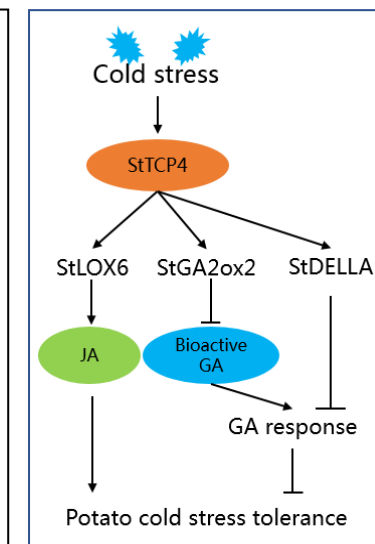 Cold stress
StTCP4
StLOX6 StGA2ox2 StDELLA
JA
Bioactive
GA
GA response
Potato cold stress tolerance